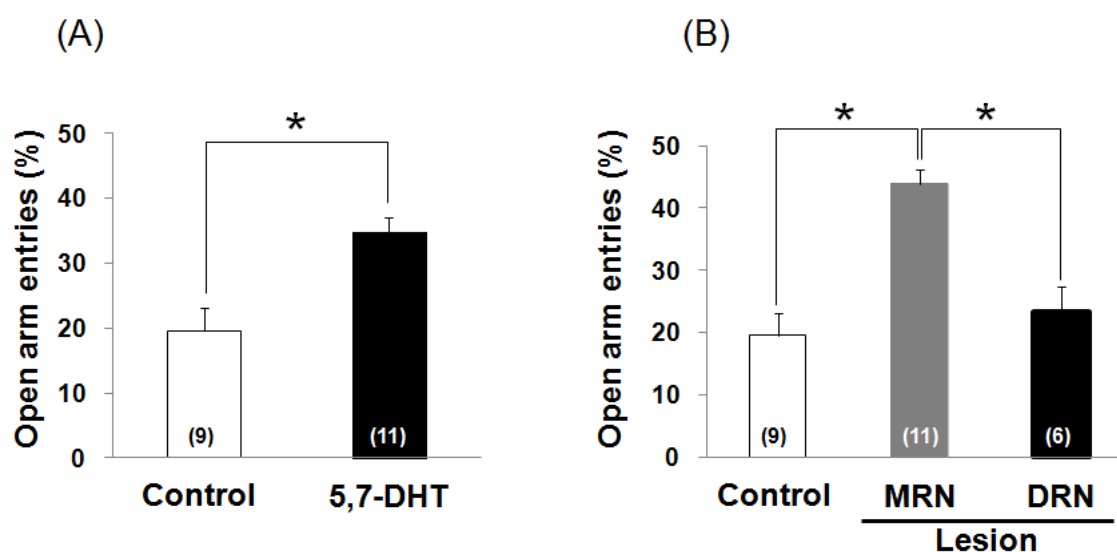 (A)
Open arm entries (%)
50
40
30
20
10
0
*
(9)
(11)
Control
5,7-DHT
(B)
Open arm entries (%)
50
40
30
20
10
0
*
*
(9)
(11)
(6)
Control
MRN
DRN
Lesion